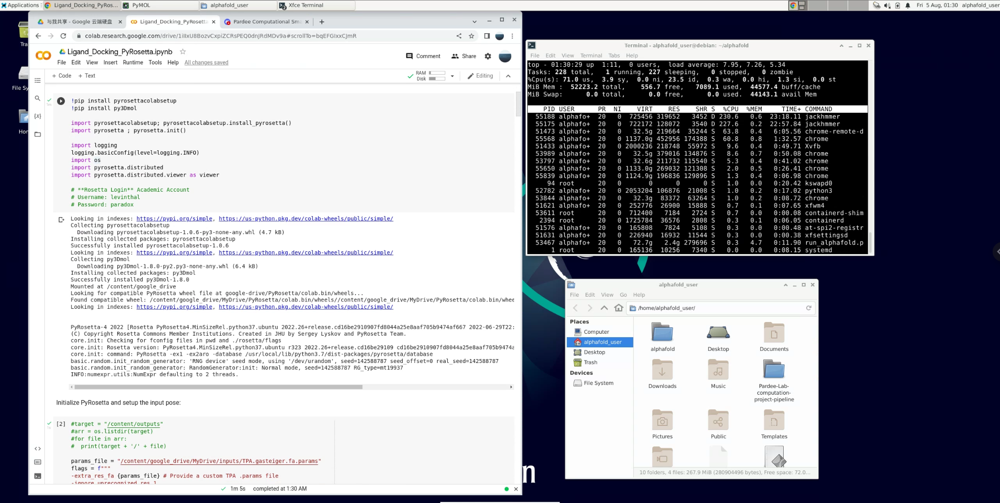 Applications
Ligand_Docking_PyRos...
PyMOL
alphafold_user
Xfce Terminal
Fri 5 Aug, 01:30 alphafold_user
Tra
File Sy
Hon
与我共享 - Google 云端硬盘
Ligand_Docking_PyRosetta
Pardee Computational Sma
colab.research.google.com/drive/1iIIxU8BozvCxpiZCRsPEQ0dnJRdMDv9a#scrollTo=bqEFGIxxCJmR
Ligand_Docking_PyRosetta.ipynb
Comment Share
File Edit View Insert Runtime Tools Help All changes saved
+ Code + Text
RAM
Disk
Editing
1m
!pip install pyrosettacolabsetup
!pip install py3Dmol
import pyrosettacolabsetup; pyrosettacolabsetup.install_pyrosetta()
import pyrosetta ; pyrosetta.init()
import logging
logging.basicConfig(level=logging.INFO)
import os
import pyrosetta.distributed
import pyrosetta.distributed.viewer as viewer
# **Rosetta Login** Academic Account
# Username: levinthal
# Password: paradox
Looking in indexes: https://pypi.org/simple, https://us-python.pkg.dev/colab-wheels/public/simple/
Collecting pyrosettacolabsetup
Downloading pyrosettacolabsetup-1.0.6-py3-none-any.whl (4.7 kB)
Installing collected packages: pyrosettacolabsetup
Successfully installed pyrosettacolabsetup-1.0.6
Looking in indexes: https://pypi.org/simple, https://us-python.pkg.dev/colab-wheels/public/simple/
Collecting py3Dmol
Downloading py3Dmol-1.8.0-py2.py3-none-any.whl (6.4 kB)
Installing collected packages: py3Dmol
Successfully installed py3Dmol-1.8.0
Mounted at /content/google_drive
Looking for compatible PyRosetta wheel file at google-drive/PyRosetta/colab.bin/wheels...
Found compatible wheel: /content/google_drive/MyDrive/PyRosetta/colab.bin/wheels//content/google_drive/MyDrive/PyRosetta/colab.bin/whee
Looking in indexes: https://pypi.org/simple, https://us-python.pkg.dev/colab-wheels/public/simple/
PyRosetta-4 2022 [Rosetta PyRosetta4.MinSizeRel.python37.ubuntu 2022.26+release.cd16be2910907fd8044a25e8aaf705b9474af667 2022-06-29T22:
(C) Copyright Rosetta Commons Member Institutions. Created in JHU by Sergey Lyskov and PyRosetta Team.
core.init: Checking for fconfig files in pwd and ./rosetta/flags
core.init: Rosetta version: PyRosetta4.MinSizeRel.python37.ubuntu r323 2022.26+release.cd16be29109 cd16be2910907fd8044a25e8aaf705b9474a
core.init: command: PyRosetta -ex1 -ex2aro -database /usr/local/lib/python3.7/dist-packages/pyrosetta/database
basic.random.init_random_generator: 'RNG device' seed mode, using '/dev/urandom', seed=142588787 seed_offset=0 real_seed=142588787
basic.random.init_random_generator: RandomGenerator:init: Normal mode, seed=142588787 RG_type=mt19937
INFO:numexpr.utils:NumExpr defaulting to 2 threads.
Initialize PyRosetta and setup the input pose:
1s
[2] #target = "/content/outputs"
#arr = os.listdir(target)
#for file in arr:
# print(target + '/' + file)
params_file = "/content/google_drive/MyDrive/inputs/TPA.gasteiger.fa.params"
flags = f"""
-extra_res_fa {params_file} # Provide a custom TPA .params file
-ignore_unrecognized_res 1
1m 5s completed at 1:30 AM
Terminal - alphafold_user@debian: ~/alphafold
File Edit View Terminal Tabs Help
top - 01:30:29 up 1:11, 0 users, load average: 7.95, 7.26, 5.34
Tasks: 228 total, 1 running, 227 sleeping, 0 stopped, 0 zombie
%Cpu(s): 71.0 us, 3.9 sy, 0.0 ni, 23.5 id, 0.3 wa, 0.0 hi, 1.3 si, 0.0 st
MiB Mem : 52223.2 total, 556.7 free, 7089.1 used, 44577.4 buff/cache
MiB Swap: 0.0 total, 0.0 free, 0.0 used. 44143.1 avail Mem
PID USER PR NI VIRT RES SHR S %CPU %MEM TIME+ COMMAND
55188 alphafo+ 20 0 725456 319652 3452 D 230.6 0.6 23:18.11 jackhmmer
55175 alphafo+ 20 0 722172 128072 3540 D 227.6 0.2 22:57.84 jackhmmer
51473 alphafo+ 20 0 32.5g 219664 35244 S 63.8 0.4 6:05.56 chrome-remote-d
55568 alphafo+ 20 0 1137.0g 452956 174388 S 60.8 0.8 1:32.57 chrome
51433 alphafo+ 20 0 2000236 218748 55972 S 9.6 0.4 0:49.71 Xvfb
53989 alphafo+ 20 0 32.5g 379016 134876 S 8.6 0.7 0:50.08 chrome
53797 alphafo+ 20 0 32.6g 211732 115540 S 5.3 0.4 0:41.02 chrome
55650 alphafo+ 20 0 1133.0g 269032 121308 S 2.0 0.5 0:26.41 chrome
55839 alphafo+ 20 0 1124.9g 196836 129896 S 1.3 0.4 0:06.98 chrome
94 root 20 0 0 0 0 S 1.0 0.0 0:20.42 kswapd0
52782 alphafo+ 20 0 2053204 106876 21008 S 1.0 0.2 0:17.02 python3
53844 alphafo+ 20 0 32.3g 83372 63264 S 1.0 0.2 0:08.72 chrome
51621 alphafo+ 20 0 252776 26900 15888 S 0.7 0.1 0:07.65 xfwm4
53611 root 20 0 712400 7184 2724 S 0.7 0.0 0:00.08 containerd-shim
2394 root 20 0 1725784 36576 2808 S 0.3 0.1 0:06.05 containerd
51576 alphafo+ 20 0 165808 7824 5108 S 0.3 0.0 0:00.48 at-spi2-registr
51631 alphafo+ 20 0 226940 16932 11544 S 0.3 0.0 0:00.38 xfsettingsd
53467 alphafo+ 20 0 72.7g 2.4g 279696 S 0.3 4.7 0:11.90 run_alphafold.p
1 root 20 0 165136 10256 7340 S 0.0 0.0 0:08.15 systemd
alphafold_user
File Edit View Go Help
/home/alphafold_user/
Places
Computer
alphafold_user
Desktop
Trash
Devices
File System
alphafold
Desktop
Documents
Downloads
Music
Pardee-Lab-
computation-
project-pipeline
Pictures
Public
Templates
10 folders, 4 files: 267.9 MiB (280904496 bytes), Free space: 72.0...
n